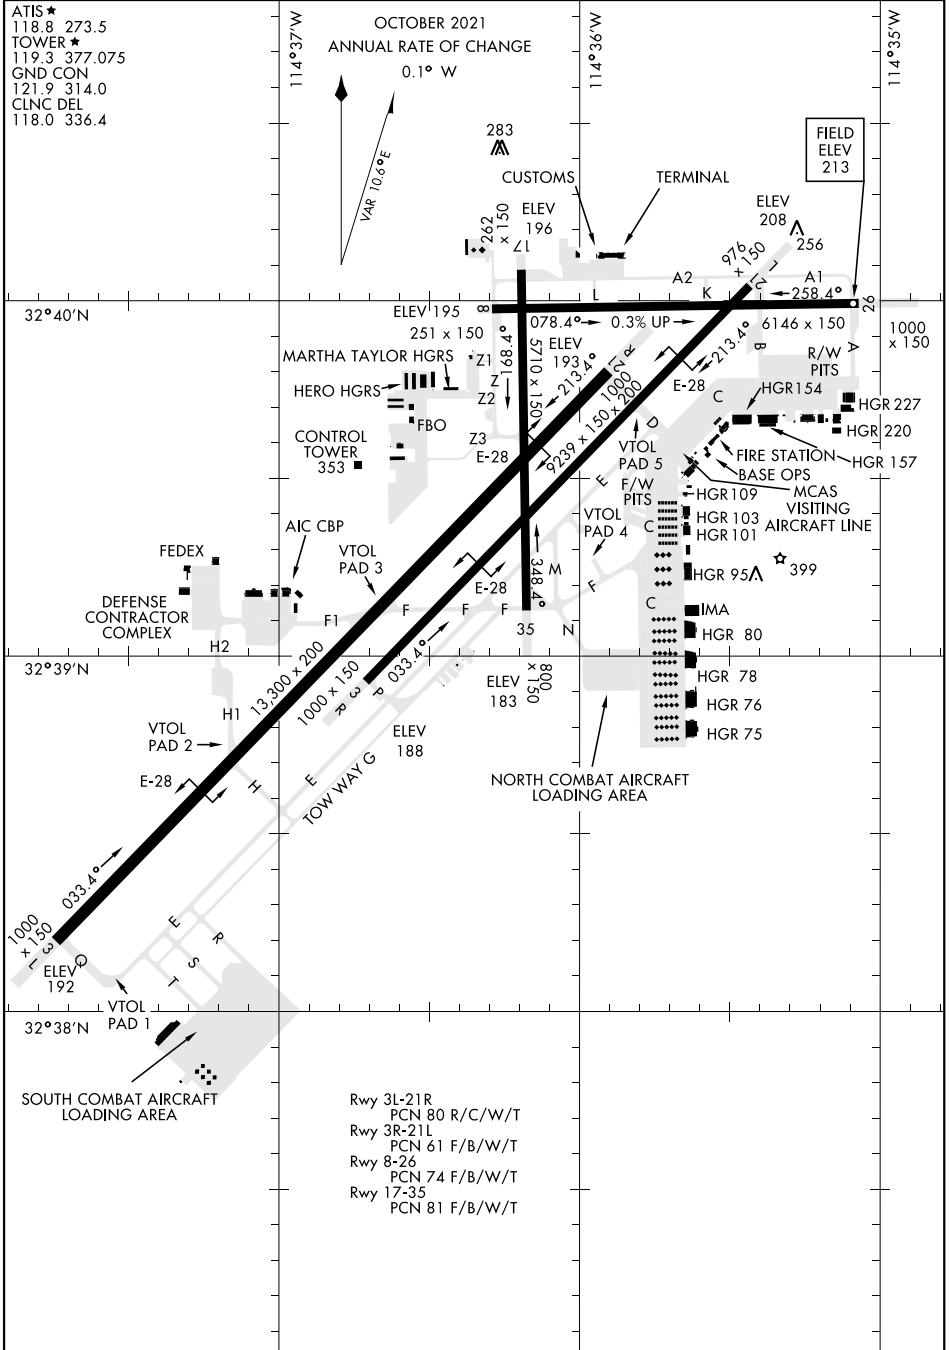 ATIS ★
118.8 273.5
TOWER ★
119.3 377.075
GND CON
121.9 314.0
CLNC DEL
118.0 336.4
114°37'W
OCTOBER 2021
ANNUAL RATE OF CHANGE
0.1° W
VAR 10.6°E
114°36'W
114°35'W
283
FIELD
ELEV
213
CUSTOMS
TERMINAL
262
x 150
ELEV
196
17
ELEV
208
256
976
x 150
21
L
A2
A1
L
K
258.4°
32°40'N
ELEV 195
8
251 x 150
078.4°
0.3% UP
6146 x 150
26
1000
x 150
168.4°
5710 x 150
ELEV
193
213.4°
21
R
1000
x 150
213.4°
B
A
R/W
PITS
MARTHA TAYLOR HGRS
HERO HGRS
Z1
Z
Z2
Z3
FBO
E-28
E-28
9239 x 200
C
HGR 154
HGR 227
HGR 220
HGR 157
CONTROL
TOWER
353
VTOL
PAD 5
D
FIRE STATION
BASE OPS
MCAS
VISITING
AIRCRAFT LINE
E
F/W
PITS
HGR 109
HGR 103
HGR 101
C
AIC CBP
VTOL
PAD 3
VTOL
PAD 4
FEDEX
DEFENSE
CONTRACTOR
COMPLEX
E-28
348.4°
M
F
HGR 95
399
C
IMA
F1
F
F
F
35
N
HGR 80
H2
32°39'N
13,300 x 200
1000 x 150
3
R
P
033.4°
ELEV
183
800
x 150
HGR 78
HGR 76
HGR 75
H1
VTOL
PAD 2
ELEV
188
E-28
H
E
TOW WAY G
NORTH COMBAT AIRCRAFT
LOADING AREA
033.4°
1000
x 150
3
L
Q
ELEV
192
E
R
S
T
VTOL
PAD 1
32°38'N
SOUTH COMBAT AIRCRAFT
LOADING AREA
Rwy 3L-21R
PCN 80 R/C/W/T
Rwy 3R-21L
PCN 61 F/B/W/T
Rwy 8-26
PCN 74 F/B/W/T
Rwy 17-35
PCN 81 F/B/W/T